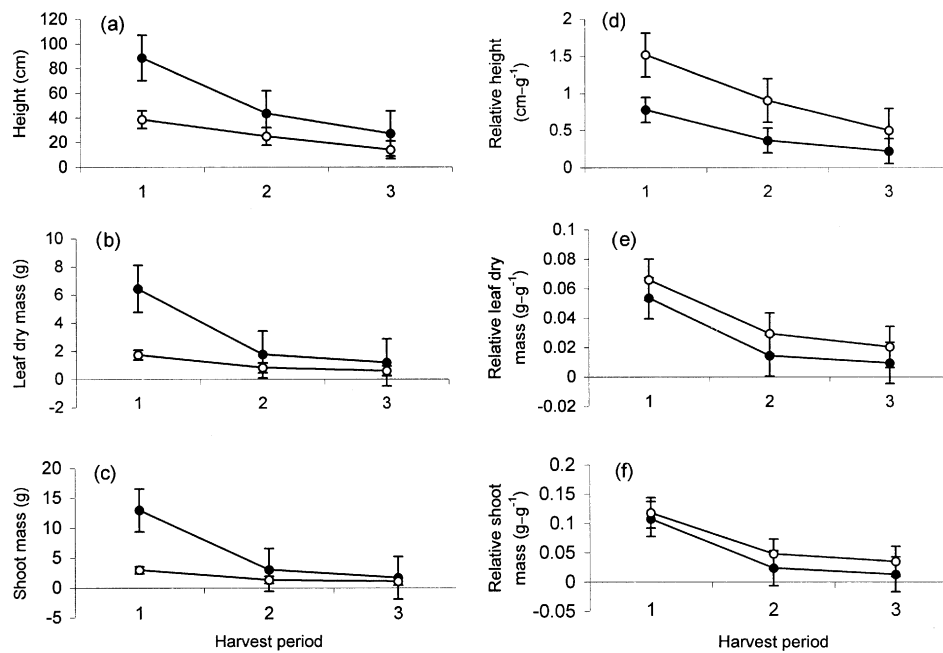 (a)
Height (cm)
120
100
80
60
40
20
0
1 2 3
(b)
Leaf dry mass (g)
10
8
6
4
2
0
-2
1 2 3
(c)
Shoot mass (g)
20
15
10
5
0
-5
1 2 3
Harvest period
(d)
Relative height
(cm–g⁻¹)
2
1.5
1
0.5
0
1 2 3
(e)
Relative leaf dry
mass (g–g⁻¹)
0.1
0.08
0.06
0.04
0.02
0
-0.02
1 2 3
(f)
Relative shoot
mass (g–g⁻¹)
0.2
0.15
0.1
0.05
0
-0.05
1 2 3
Harvest period